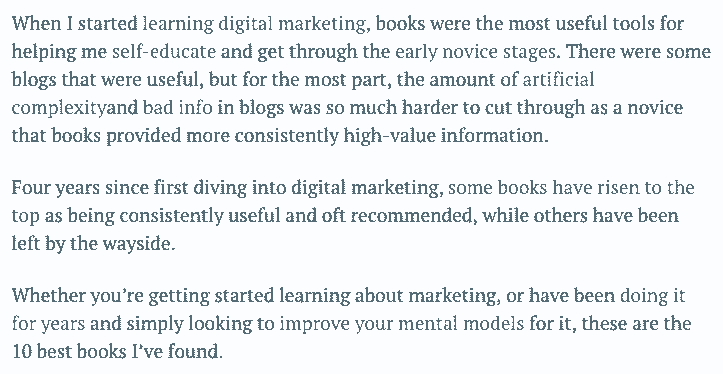 When I started learning digital marketing, books were the most useful tools for
helping me self-educate and get through the early novice stages. There were some
blogs that were useful, but for the most part, the amount of artificial
complexityand bad info in blogs was so much harder to cut through as a novice
that books provided more consistently high-value information.
Four years since first diving into digital marketing, some books have risen to the
top as being consistently useful and oft recommended, while others have been
left by the wayside.
Whether you’re getting started learning about marketing, or have been doing it
for years and simply looking to improve your mental models for it, these are the
10 best books I’ve found.